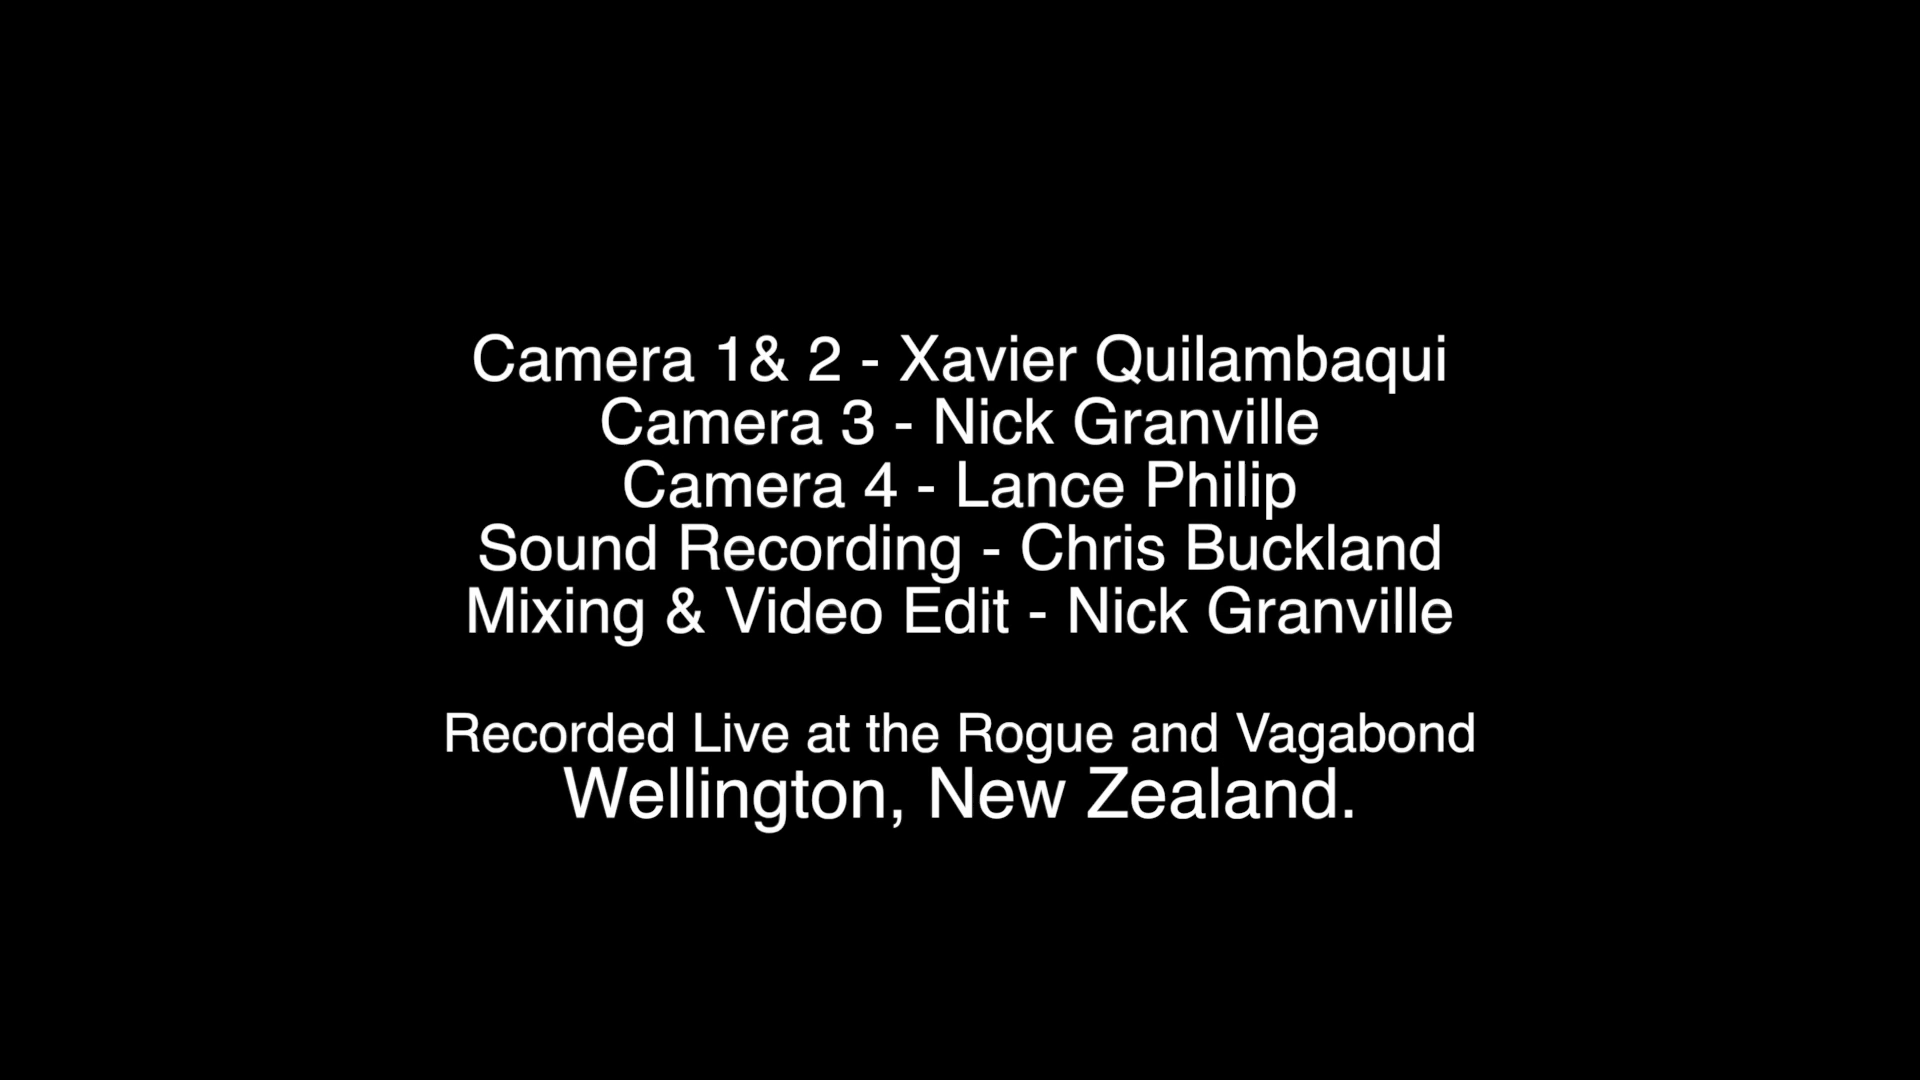 Camera 1& 2 - Xavier Quilambaqui
Camera 3 - Nick Granville
Camera 4 - Lance Philip
Sound Recording - Chris Buckland
Mixing & Video Edit - Nick Granville
Recorded Live at the Rogue and Vagabond
Wellington, New Zealand.